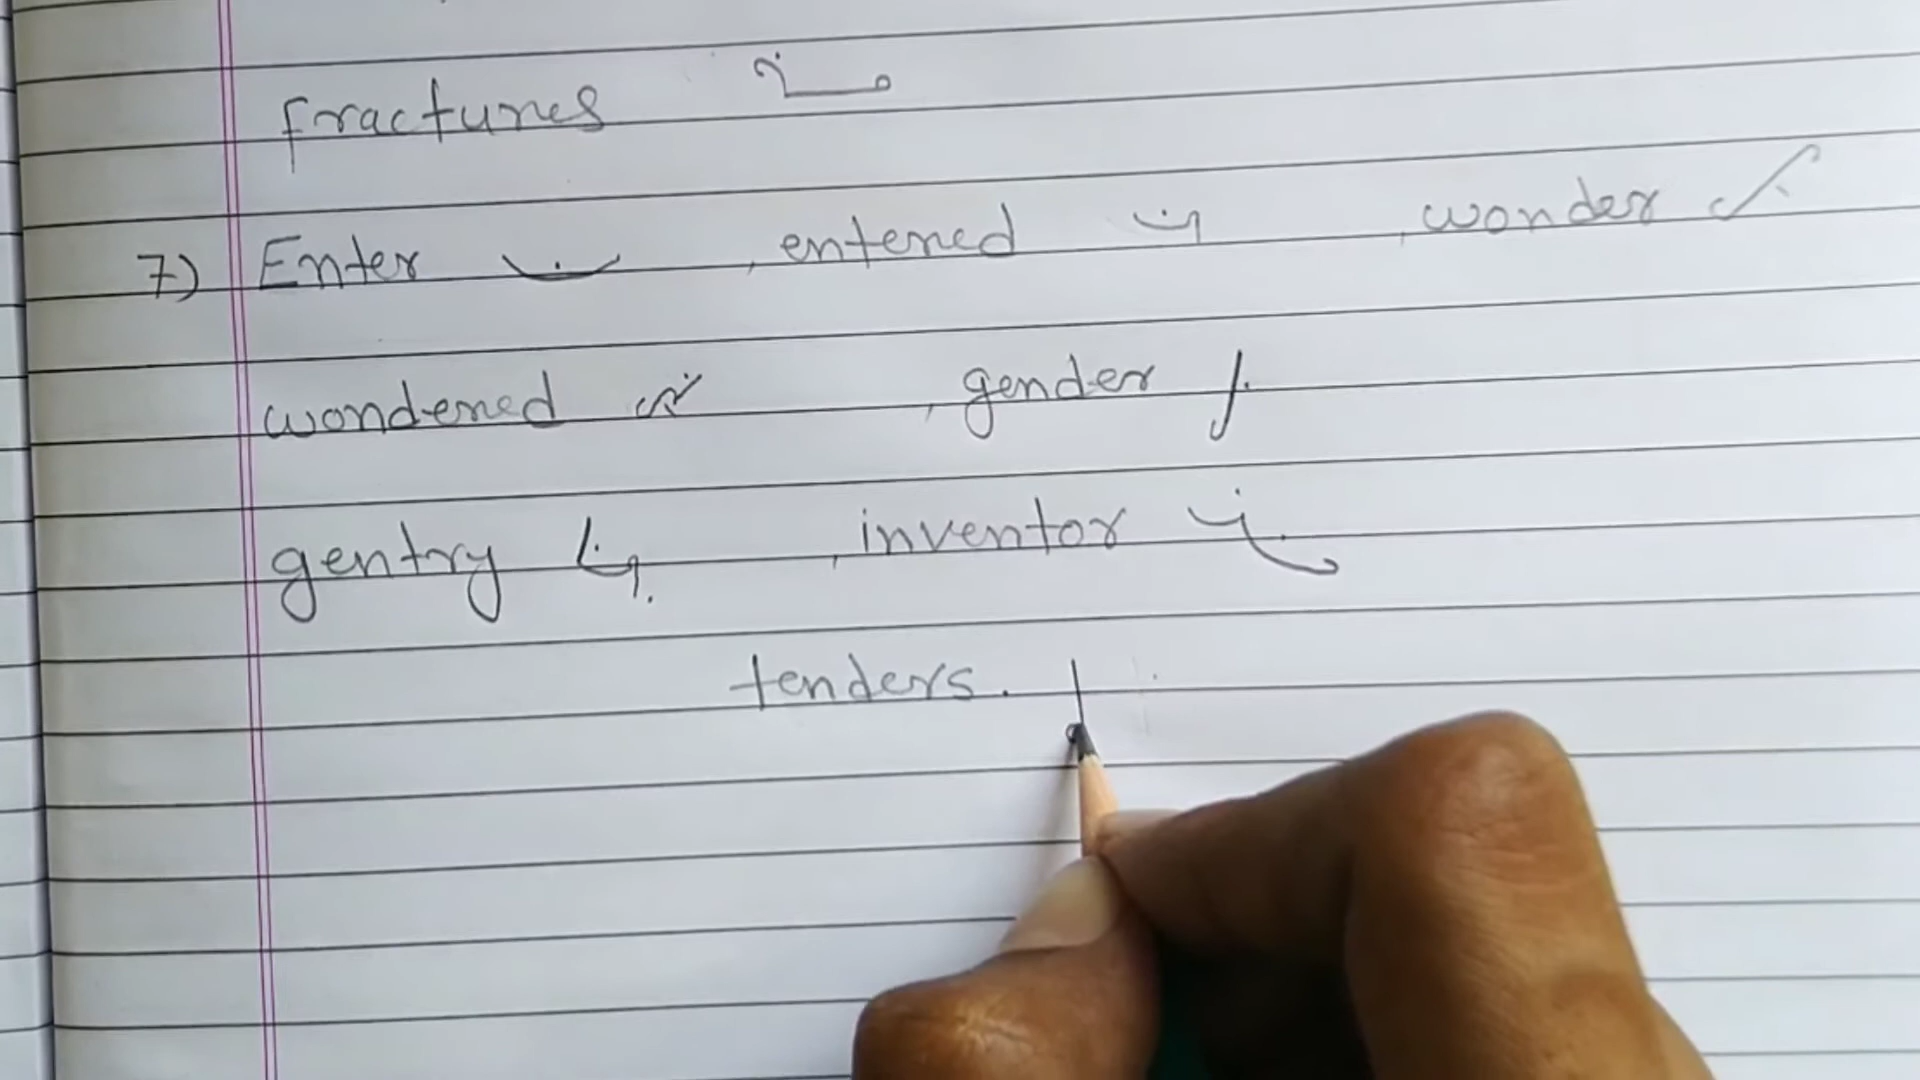 fractures
7) Enter , entered , wonder
wondered , gender
gentry , inventor
tenders.